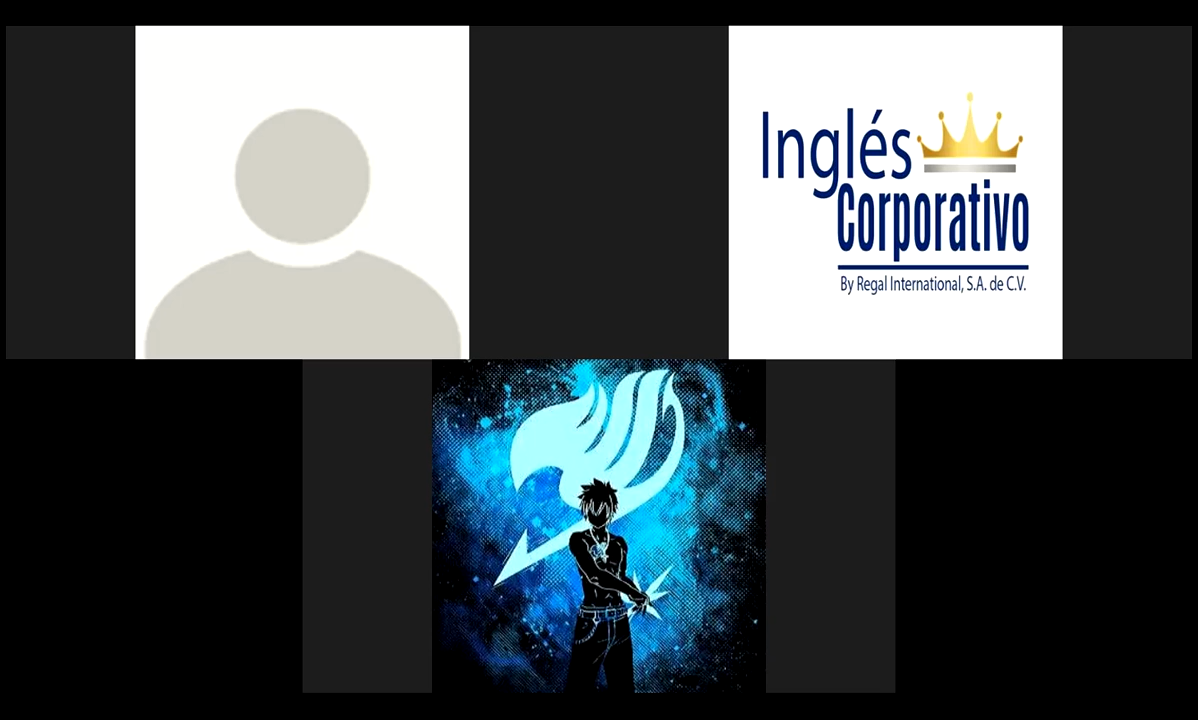 Inglés
Corporativo
By Regal International, S.A. de C.V.